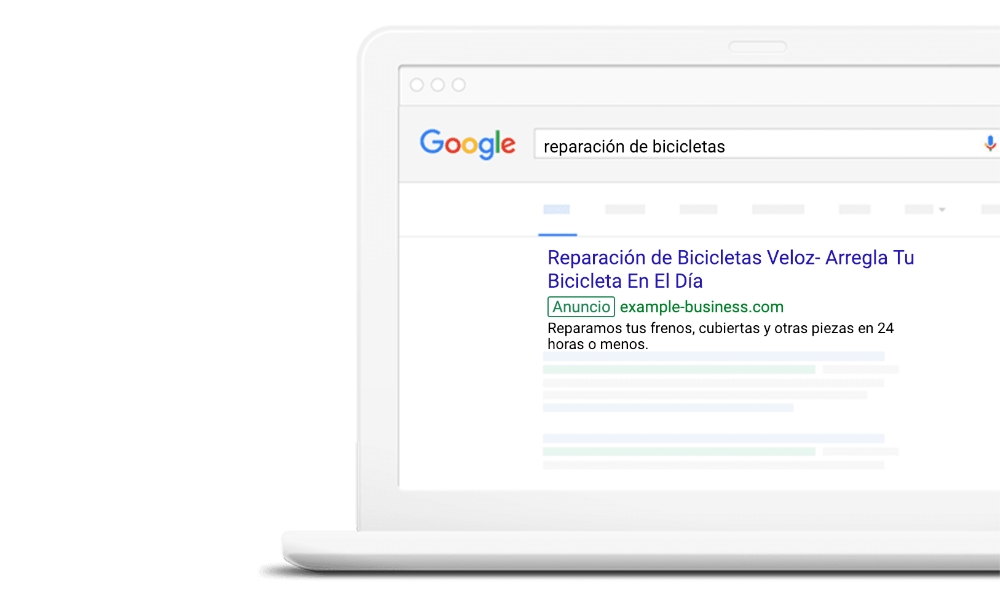 Google
reparación de bicicletas
Reparación de Bicicletas Veloz- Arregla Tu
Bicicleta En El Día
Anuncio example-business.com
Reparamos tus frenos, cubiertas y otras piezas en 24
horas o menos.